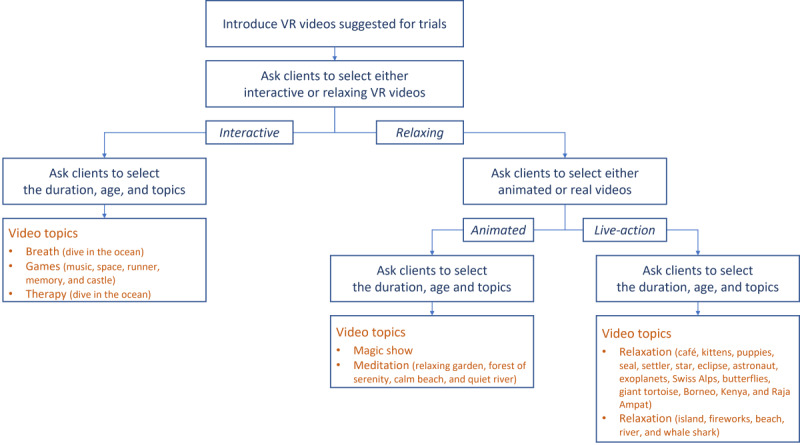 Introduce VR videos suggested for trials
Ask clients to select either
interactive or relaxing VR videos
Interactive
Relaxing
Ask clients to select
the duration, age, and topics
Ask clients to select either
animated or real videos
Video topics
• Breath (dive in the ocean)
• Games (music, space, runner,
memory, and castle)
• Therapy (dive in the ocean)
Animated
Live-action
Ask clients to select
the duration, age and topics
Ask clients to select
the duration, age, and topics
Video topics
• Magic show
• Meditation (relaxing garden, forest of
serenity, calm beach, and quiet river)
Video topics
• Relaxation (café, kittens, puppies,
seal, settler, star, eclipse, astronaut,
exoplanets, Swiss Alps, butterflies,
giant tortoise, Borneo, Kenya, and Raja
Ampat)
• Relaxation (island, fireworks, beach,
river, and whale shark)